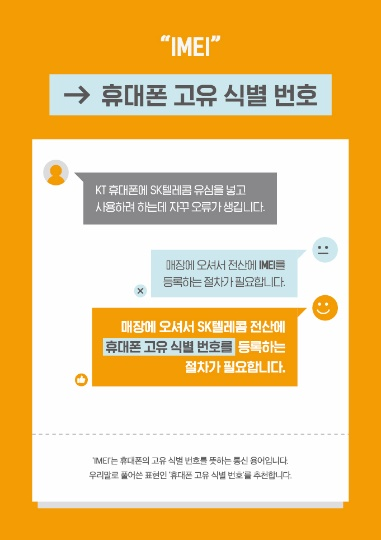 “IMEI”
→ 휴대폰 고유 식별 번호
KT 휴대폰에 SK텔레콤 유심을 넣고
사용하려 하는데 자꾸 오류가 생깁니다.
매장에 오셔서 전산에 IMEI를
등록하는 절차가 필요합니다.
매장에 오셔서 SK텔레콤 전산에
휴대폰 고유 식별 번호를 등록하는
절차가 필요합니다.
'IMEI'는 휴대폰의 고유 식별 번호를 뜻하는 통신 용어입니다.
우리말로 풀어쓴 표현인 '휴대폰 고유 식별 번호'를 추천합니다.